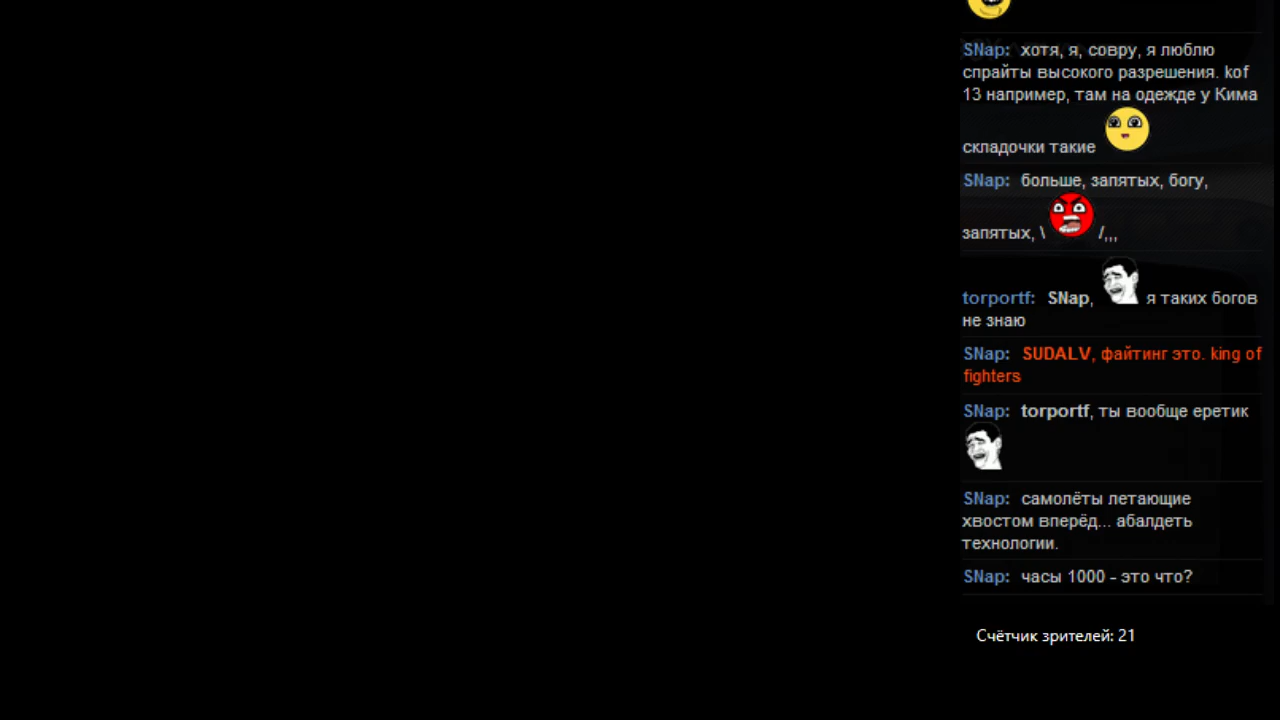 SNap: хотя, я, совру, я люблю
спрайты высокого разрешения. kof
13 например, там на одежде у Кима
складочки такие
SNap: больше, запятых, богу,
запятых, \ /,,,
torportf: SNap, я таких богов
не знаю
SNap: SUDALV, файтинг это. king of
fighters
SNap: torportf, ты вообще еретик
SNap: самолёты летающие
хвостом вперёд... абалдеть
технологии.
SNap: часы 1000 - это что?
Счётчик зрителей: 21